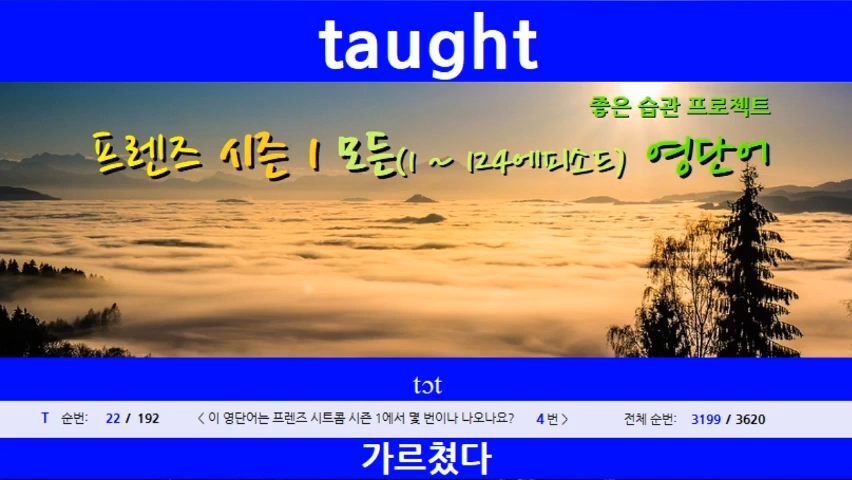 taught
좋은 습관 프로젝트
프렌즈 시즌 1 모든(1 ~ 124에피소드) 영단어
tɔt
T 순번: 22 / 192 < 이 영단어는 프렌즈 시트콤 시즌 1에서 몇 번이나 나오나요? 4번 > 전체 순번: 3199 / 3620
가르쳤다